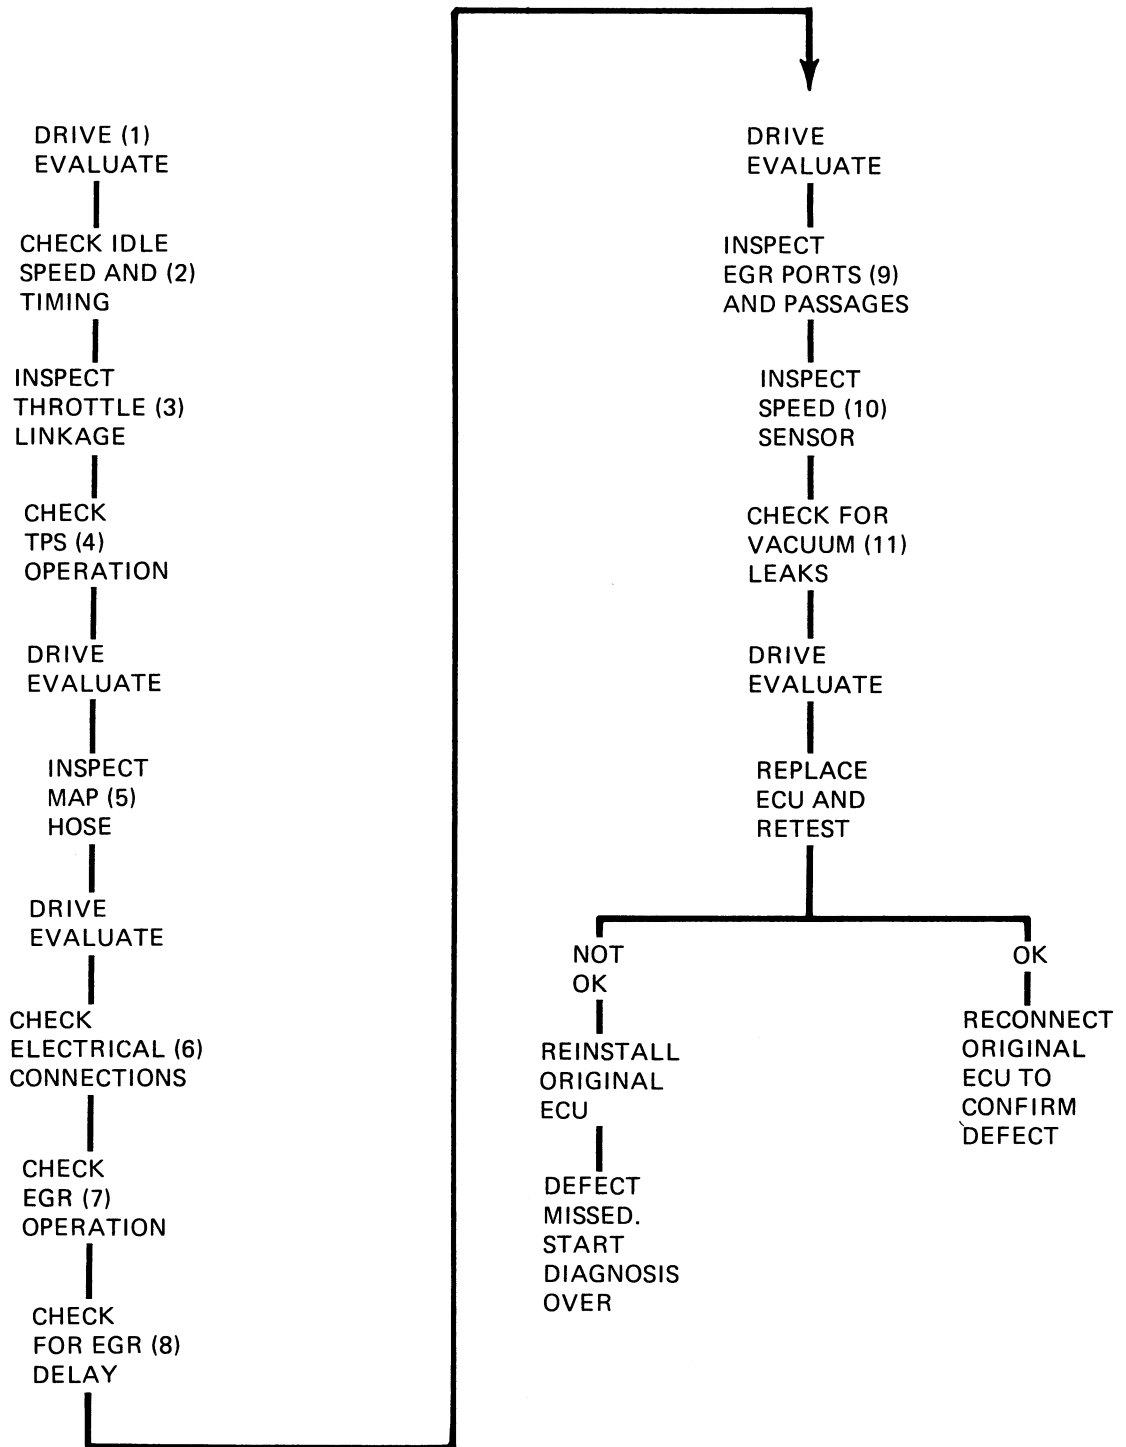 DRIVE (1)
EVALUATE
CHECK IDLE
SPEED AND (2)
TIMING
INSPECT
THROTTLE (3)
LINKAGE
CHECK
TPS (4)
OPERATION
DRIVE
EVALUATE
INSPECT
MAP (5)
HOSE
DRIVE
EVALUATE
CHECK
ELECTRICAL (6)
CONNECTIONS
CHECK
EGR (7)
OPERATION
CHECK
FOR EGR (8)
DELAY
DRIVE
EVALUATE
INSPECT
EGR PORTS (9)
AND PASSAGES
INSPECT
SPEED (10)
SENSOR
CHECK FOR
VACUUM (11)
LEAKS
DRIVE
EVALUATE
REPLACE
ECU AND
RETEST
NOT
OK
REINSTALL
ORIGINAL
ECU
DEFECT
MISSED.
START
DIAGNOSIS
OVER
OK
RECONNECT
ORIGINAL
ECU TO
CONFIRM
DEFECT